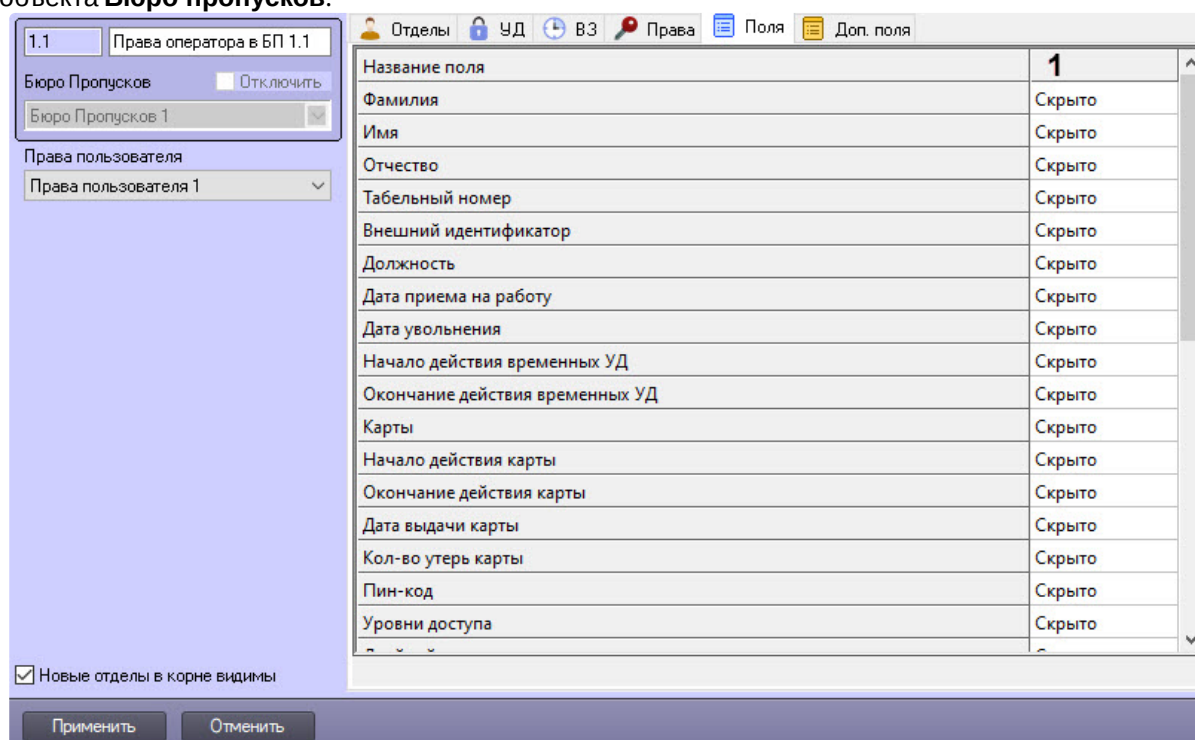 объекта Бюро пропусков.
1.1 Права оператора в БП 1.1
Бюро Пропусков Отключить
Бюро Пропусков 1
Права пользователя
Права пользователя 1
Отделы УД ВЗ Права Поля Доп. поля
Название поля 1
Фамилия Скрыто
Имя Скрыто
Отчество Скрыто
Табельный номер Скрыто
Внешний идентификатор Скрыто
Должность Скрыто
Дата приема на работу Скрыто
Дата увольнения Скрыто
Начало действия временных УД Скрыто
Окончание действия временных УД Скрыто
Карты Скрыто
Начало действия карты Скрыто
Окончание действия карты Скрыто
Дата выдачи карты Скрыто
Кол-во утерь карты Скрыто
Пин-код Скрыто
Уровни доступа Скрыто
Новые отделы в корне видимы
Применить Отменить